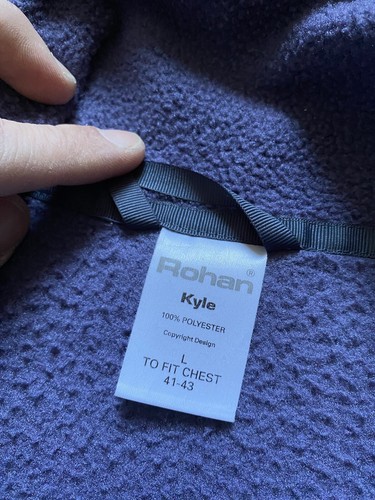 Rohan®
Kyle
100% POLYESTER
Copyright Design
L
TO FIT CHEST
41-43